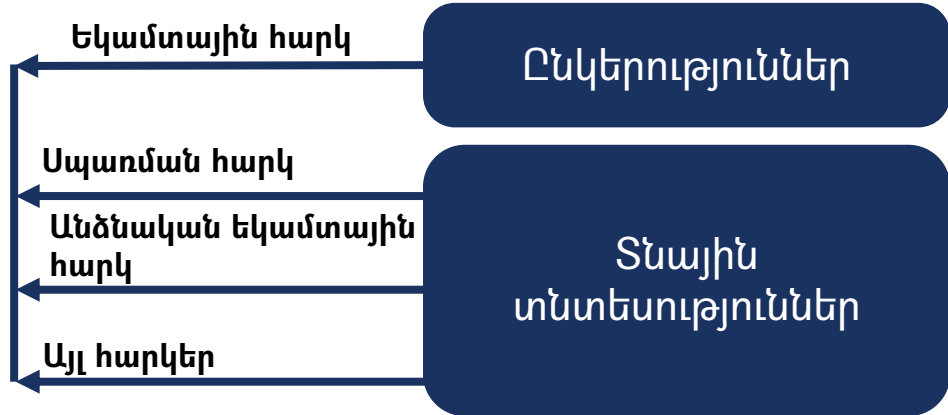 Եկամտային հարկ
Ընկերություններ
Սպառման հարկ
Անձնական եկամտային
հարկ
Տնային
տնտեսություններ
Այլ հարկեր